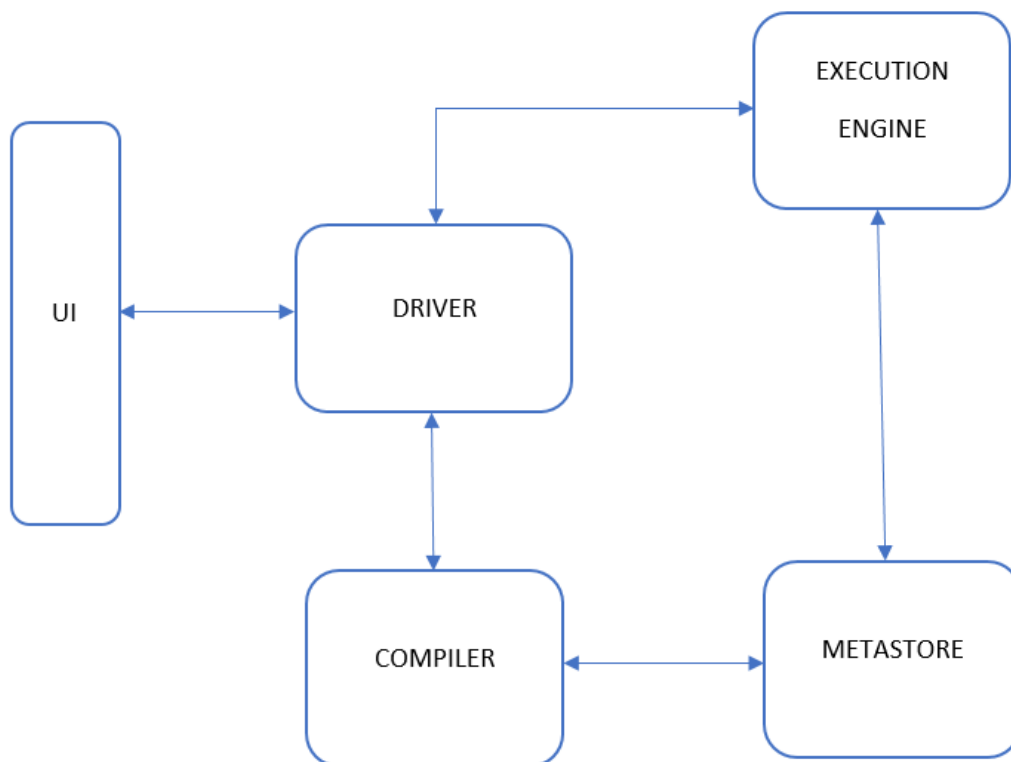 EXECUTION
ENGINE
UI
DRIVER
COMPILER
METASTORE